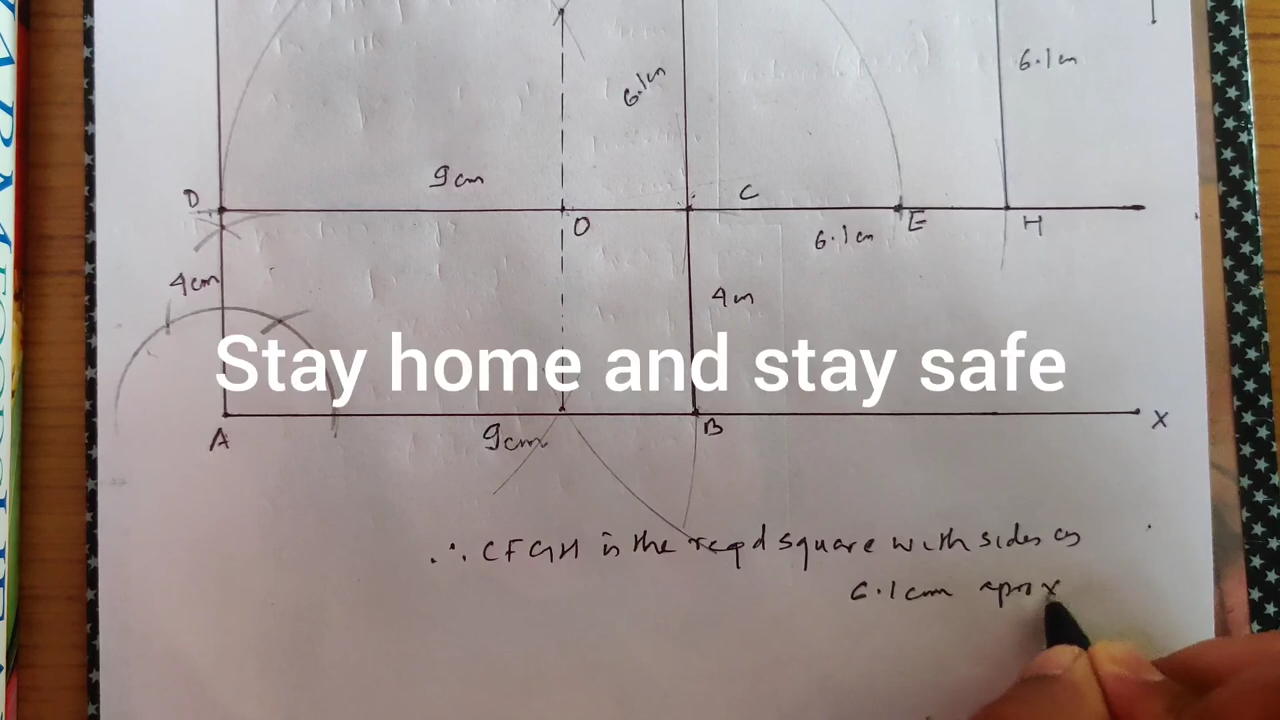 6.1cm
6.1cm
9cm
D
C
O
6.1cm
E
H
4cm
4m
Stay home and stay safe
A
9cm
B
X
∴ CFGH is the reqd square with sides as
6.1cm aprox